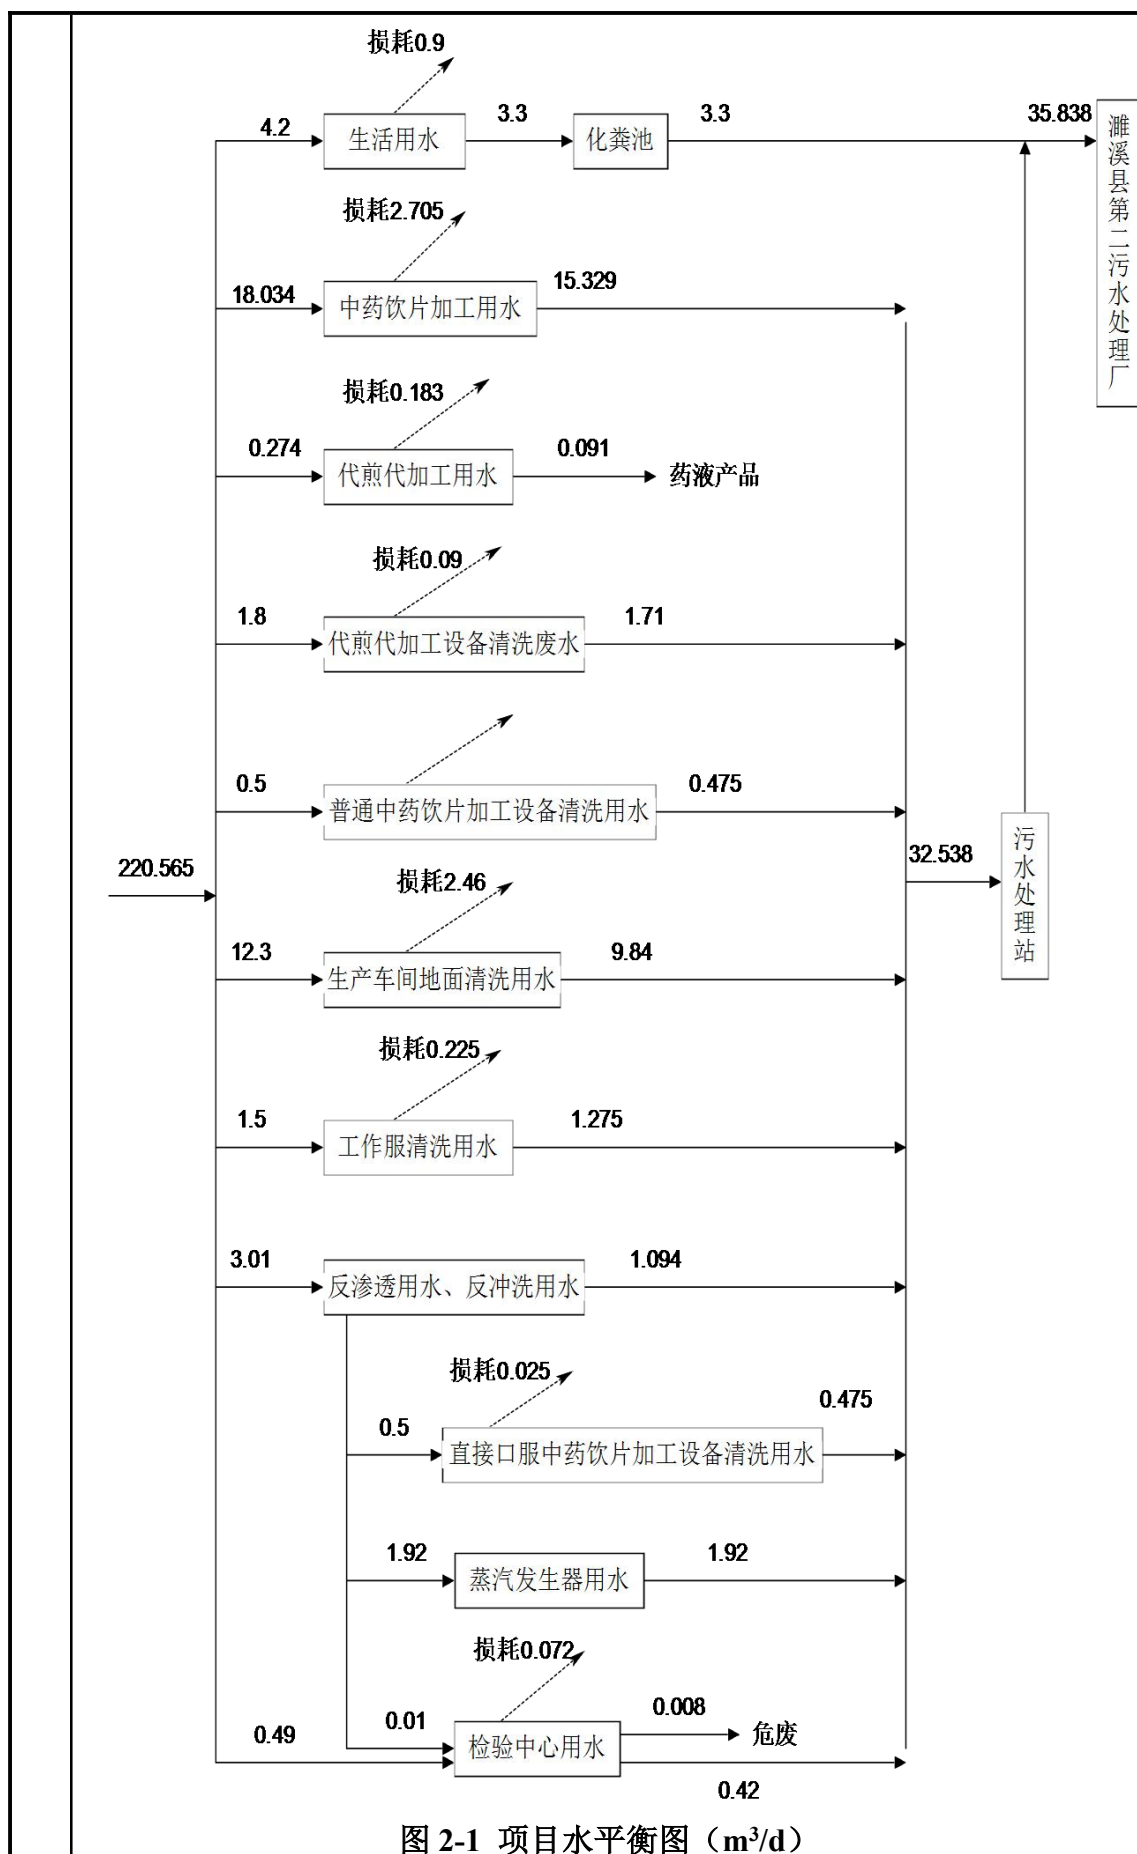 损耗0.9
4.2
生活用水
3.3
化粪池
3.3
35.838
濉溪县第二污水处理厂
损耗2.705
18.034
中药饮片加工用水
15.329
损耗0.183
0.274
代煎代加工用水
0.091
药液产品
损耗0.09
1.8
代煎代加工设备清洗废水
1.71
0.5
普通中药饮片加工设备清洗用水
0.475
220.565
32.538
污水处理站
损耗2.46
12.3
生产车间地面清洗用水
9.84
损耗0.225
1.5
工作服清洗用水
1.275
3.01
反渗透用水、反冲洗用水
1.094
损耗0.025
0.5
直接口服中药饮片加工设备清洗用水
0.475
1.92
蒸汽发生器用水
1.92
损耗0.072
0.49
0.01
检验中心用水
0.008
危废
0.42
图 2-1 项目水平衡图（m³/d）